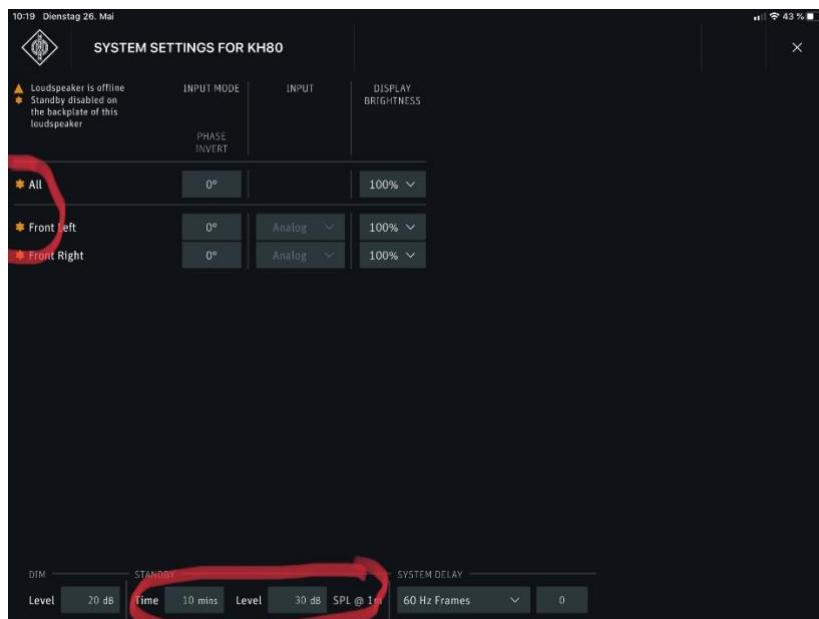 10:19 Dienstag 26. Mai
43 %
SYSTEM SETTINGS FOR KH80
Loudspeaker is offline
Standby disabled on
the backplate of this
loudspeaker
INPUT MODE
INPUT
DISPLAY
BRIGHTNESS
PHASE
INVERT
All 0° 100%
Front Left 0° Analog 100%
Front Right 0° Analog 100%
DIM STANDBY SYSTEM DELAY
Level 20 dB Time 10 mins Level 30 dB SPL @ 1m 60 Hz Frames 0